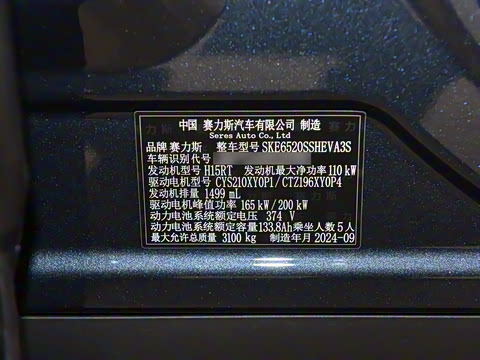 中国 赛力斯汽车有限公司 制造
Seres Auto Co., Ltd
品牌 赛力斯 整车型号 SKE6520SSHEVA3S
车辆识别代号
发动机型号 H15RT 发动机最大净功率 110 kW
驱动电机型号 CYS210XY0P1/CTZ196XY0P4
发动机排量 1499 mL
驱动电机峰值功率 165 kW/200 kW
动力电池系统额定电压 374 V
动力电池系统额定容量 133.8Ah 乘坐人数 5 人
最大允许总质量 3100 kg 制造年月 2024-09